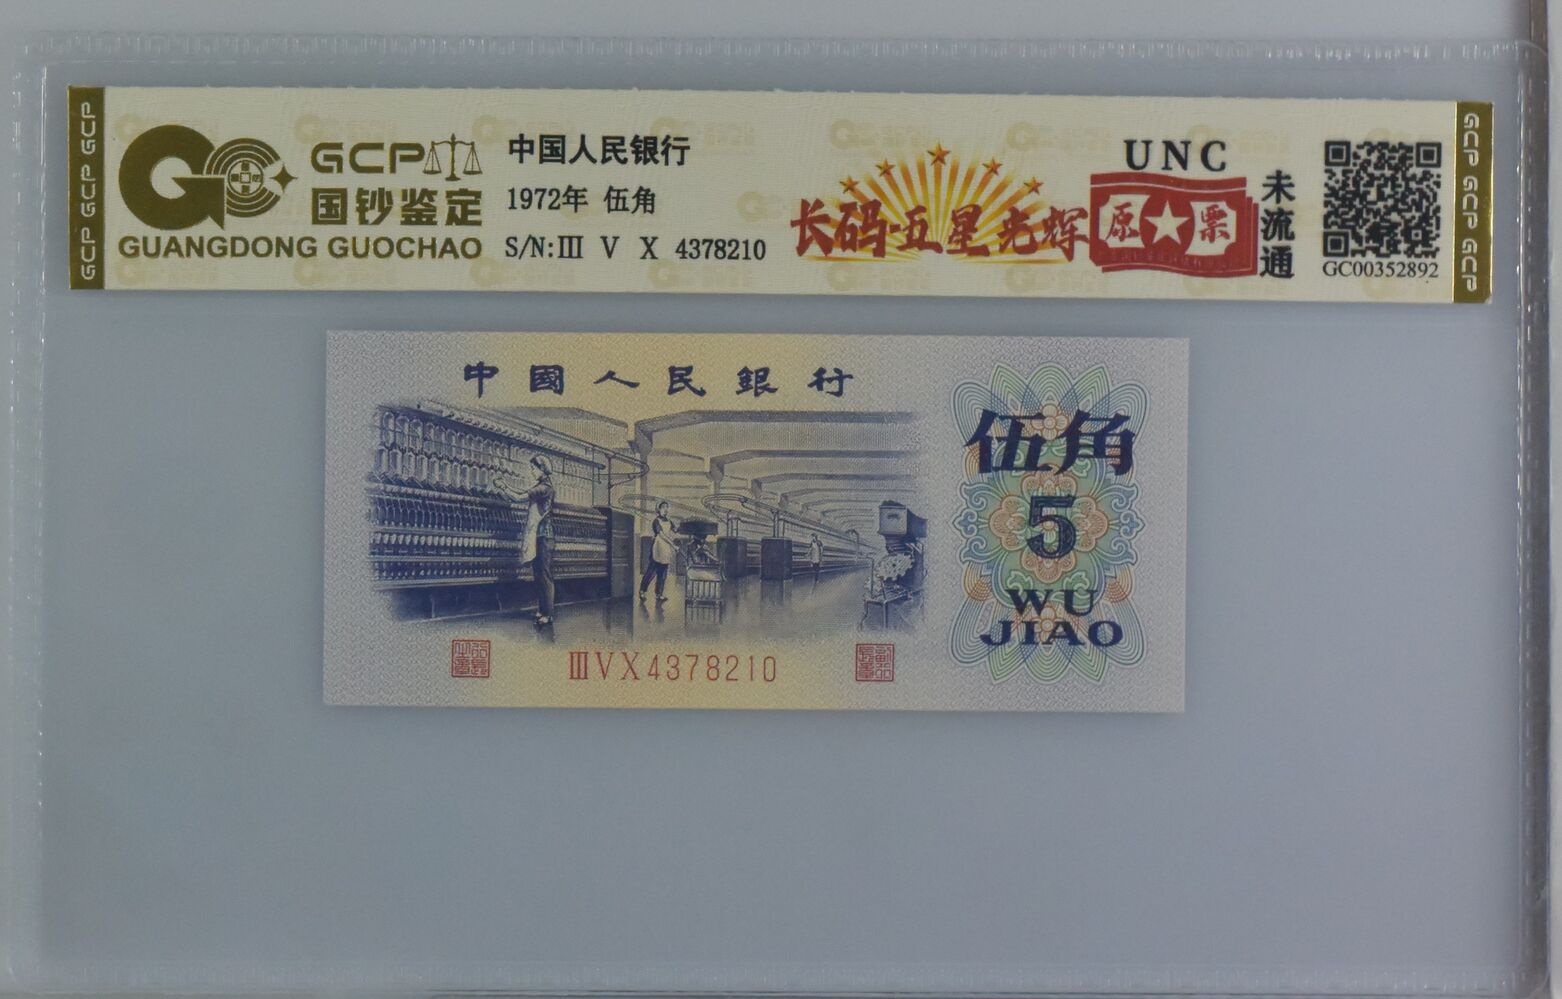 GCP GCP GCP
GCP
国钞鉴定
GUANGDONG GUOCHAO
中国人民银行
1972年 伍角
S/N:Ⅲ V X 4378210
长码·五星光辉
UNC
原★票
未流通
GC00352892
GCP GCP GCP
中國人民銀行
伍角
5
WU
JIAO
ⅢVX4378210